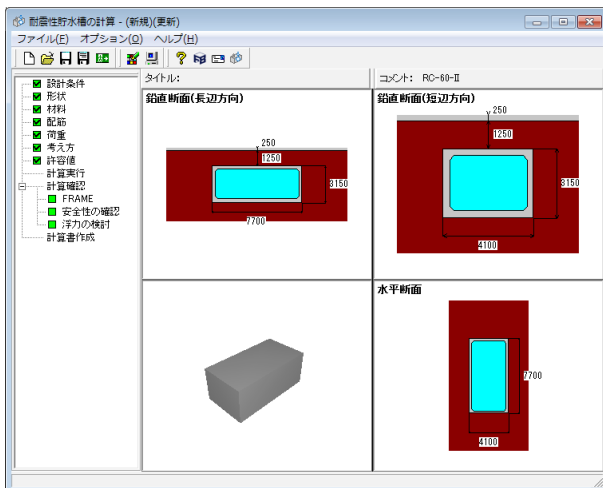 耐震性貯水槽の計算 - (新規)(更新)
ファイル(F) オプション(O) ヘルプ(H)
タイトル:
コメント: RC-60-Ⅱ
設計条件
形状
材料
配筋
荷重
考え方
許容値
計算実行
計算確認
FRAME
安全性の確認
浮力の検討
計算書作成
鉛直断面(長辺方向)
250
1250
3150
7700
鉛直断面(短辺方向)
250
1250
3150
4100
水平断面
7700
4100